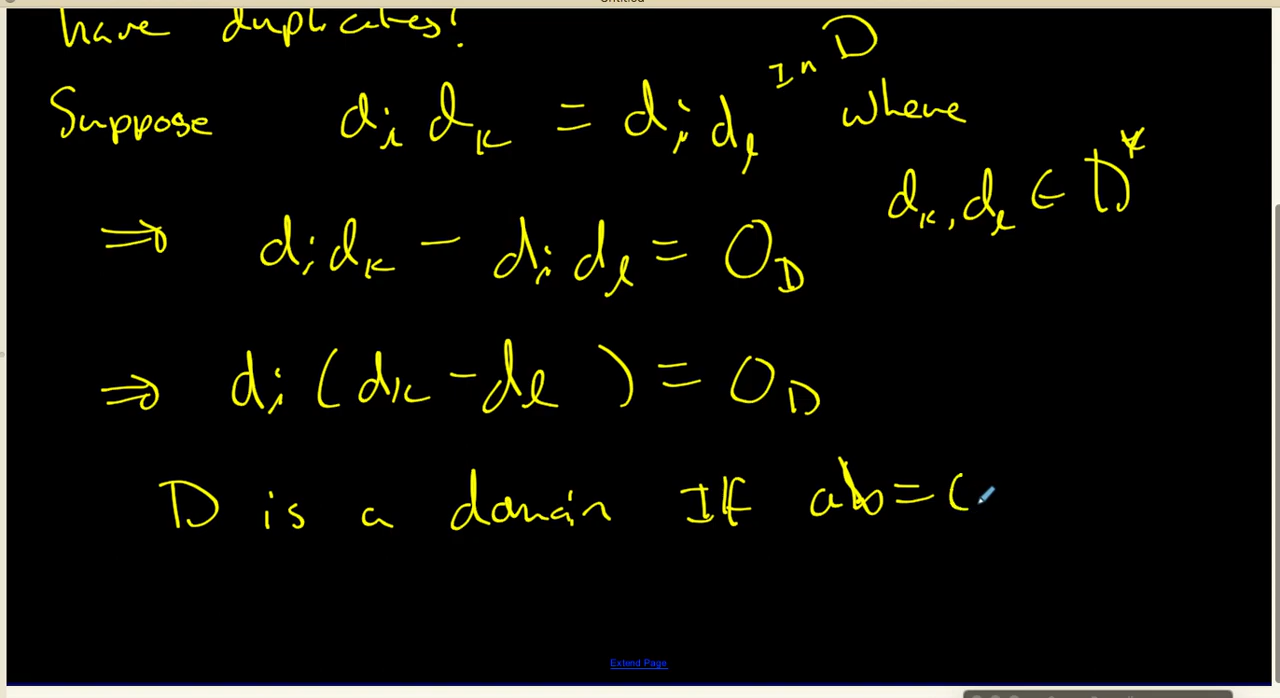 have duplicates!
Suppose d_i d_k = d_i d_l In D where
d_k, d_l ∈ D*
⇒ d_i d_k − d_i d_l = 0_D
⇒ d_i (d_k − d_l) = 0_D
D is a domain If ab = (
Extend Page